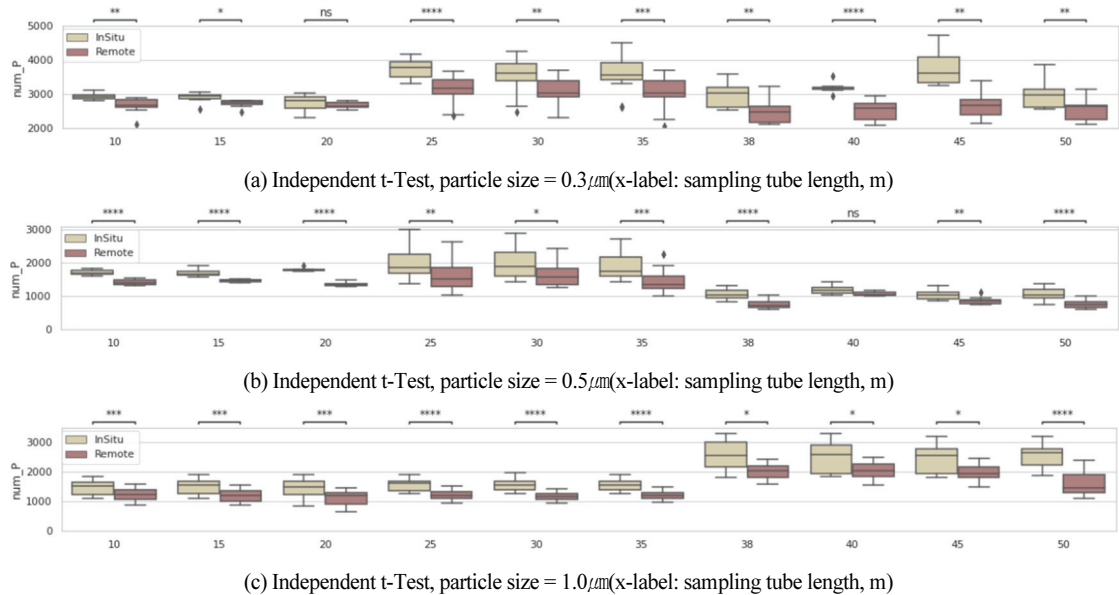 ** * ns **** ** *** ** **** ** **
5000
4000
3000
2000
num_P
InSitu
Remote
10 15 20 25 30 35 38 40 45 50
(a) Independent t-Test, particle size = 0.3㎛(x-label: sampling tube length, m)
**** **** **** ** * *** **** ns ** ****
3000
2000
1000
0
num_P
InSitu
Remote
10 15 20 25 30 35 38 40 45 50
(b) Independent t-Test, particle size = 0.5㎛(x-label: sampling tube length, m)
*** *** *** **** **** **** * * * ****
3000
2000
1000
0
num_P
InSitu
Remote
10 15 20 25 30 35 38 40 45 50
(c) Independent t-Test, particle size = 1.0㎛(x-label: sampling tube length, m)